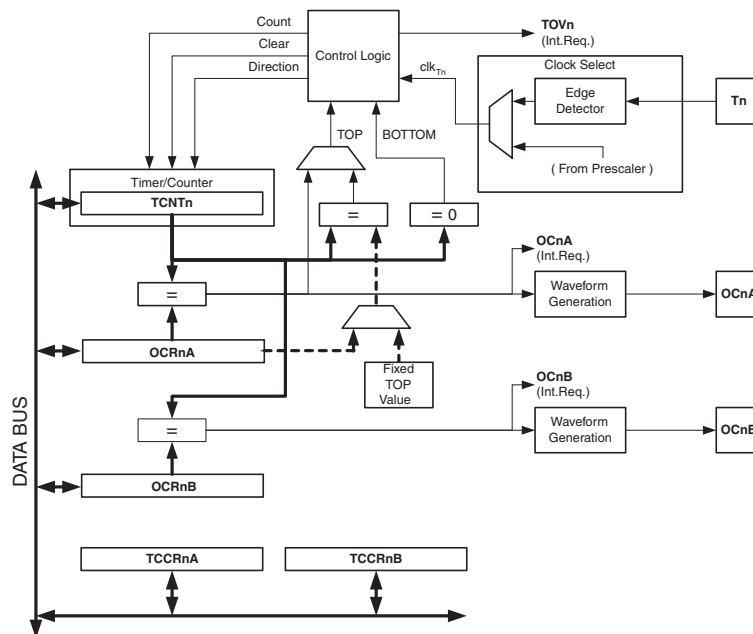 Count
Clear
Direction
Control Logic
TOVn
(Int.Req.)
clkTn
Clock Select
Edge
Detector
Tn
( From Prescaler )
TOP
BOTTOM
Timer/Counter
TCNTn
=
= 0
OCnA
(Int.Req.)
=
Waveform
Generation
OCnA
OCRnA
Fixed
TOP
Value
OCnB
(Int.Req.)
=
Waveform
Generation
OCnB
OCRnB
DATA BUS
TCCRnA
TCCRnB